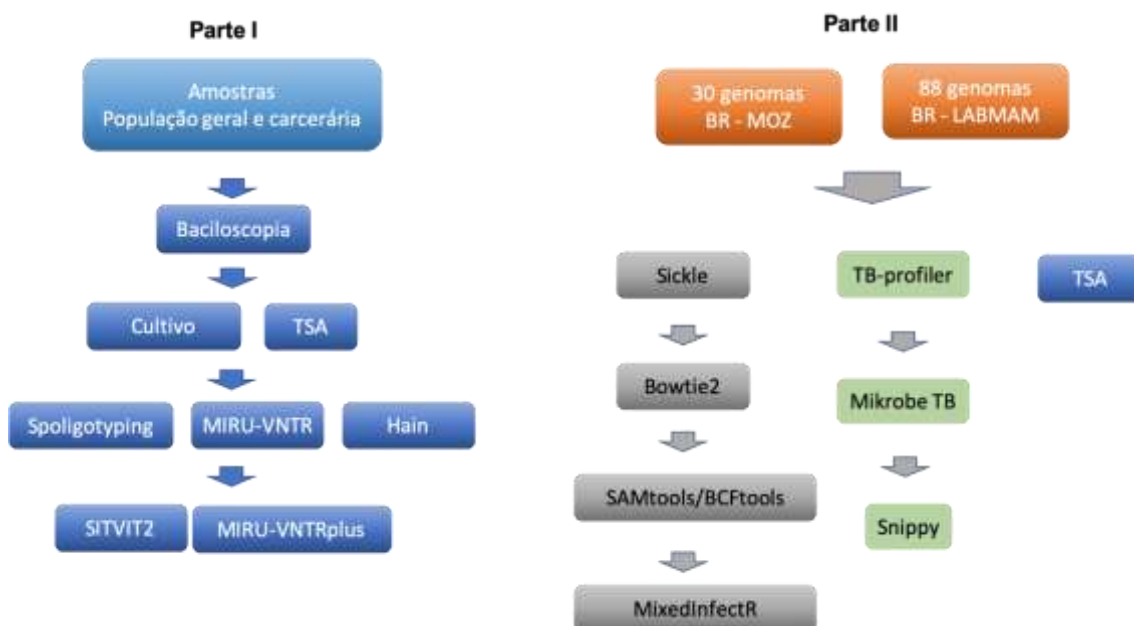 Parte I
Amostras
População geral e carcerária
Baciloscopia
Cultivo
TSA
Spoligotyping
MIRU-VNTR
Hain
SITVIT2
MIRU-VNTRplus
Parte II
30 genomas
BR - MOZ
88 genomas
BR - LABMAM
Sickle
TB-profiler
TSA
Bowtie2
Mikrobe TB
SAMtools/BCFtools
Snippy
MixedInfectR